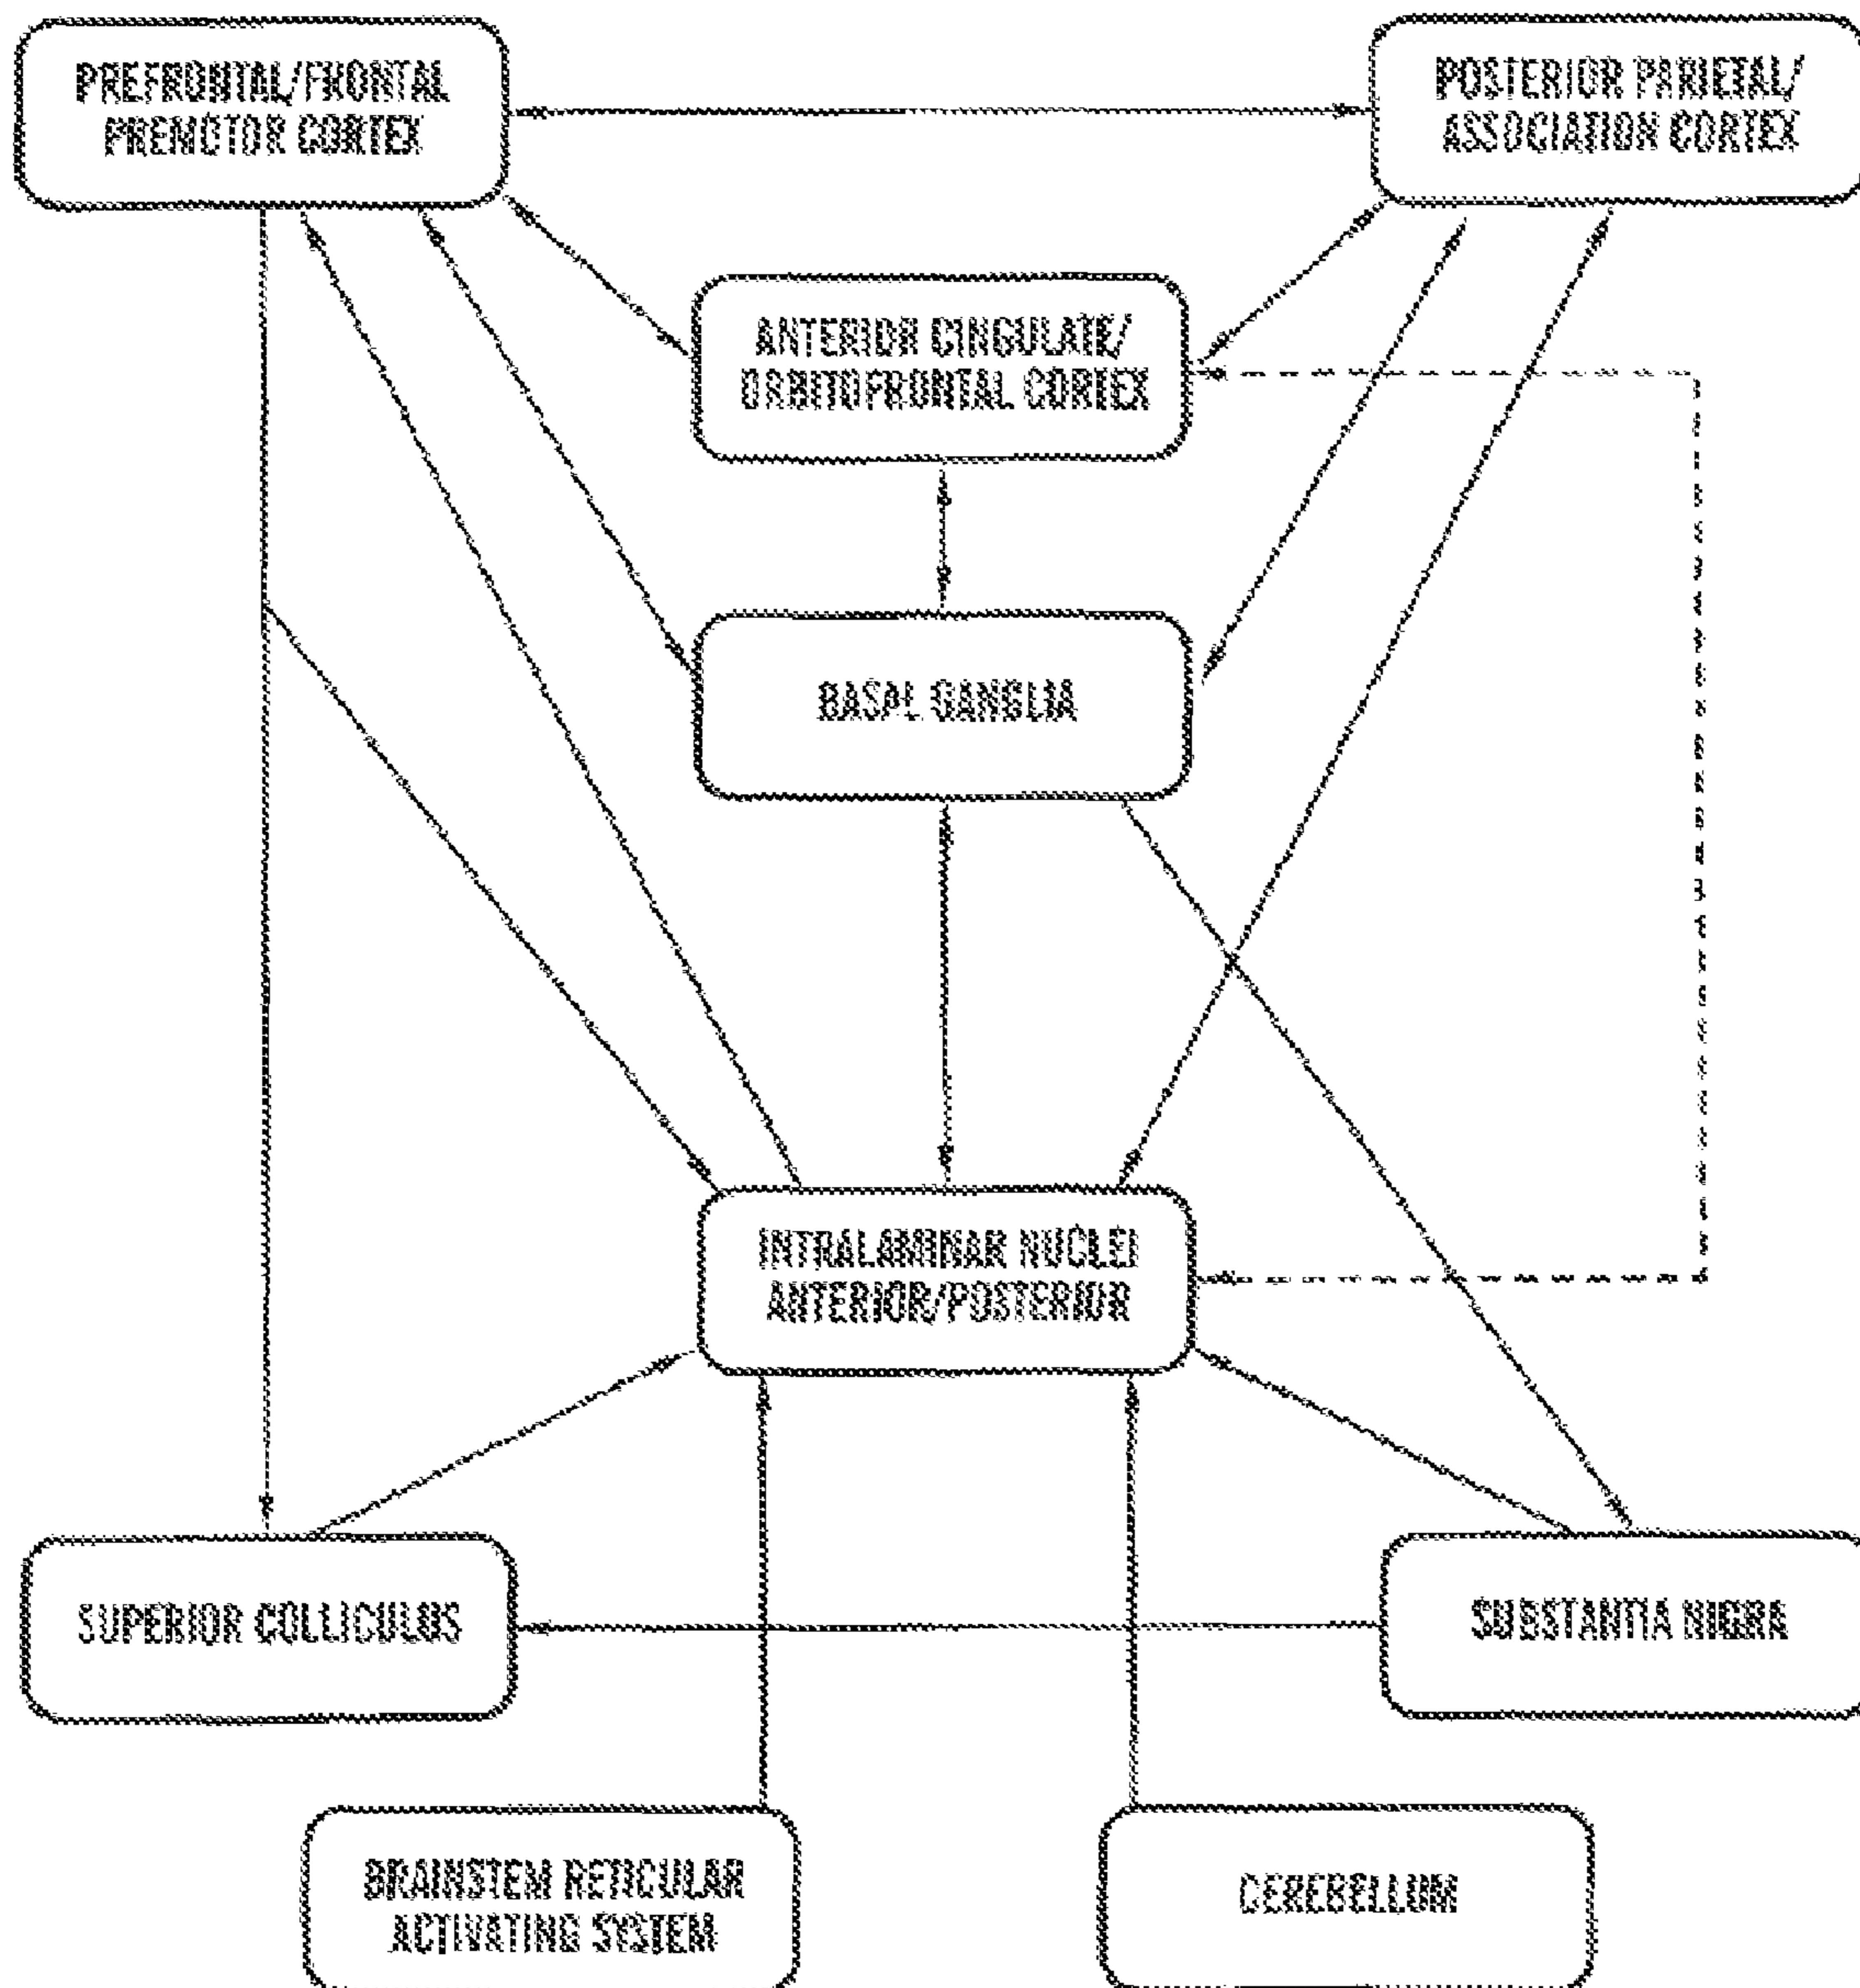 PREFRONTAL/FRONTAL
PREMOTOR CORTEX
POSTERIOR PARIETAL/
ASSOCIATION CORTEX
ANTERIOR CINGULATE/
ORBITOFRONTAL CORTEX
BASAL GANGLIA
INTRALAMINAR NUCLEI
ANTERIOR/POSTERIOR
SUPERIOR COLLICULUS
SUBSTANTIA NIGRA
BRAINSTEM RETICULAR
ACTIVATING SYSTEM
CEREBELLUM